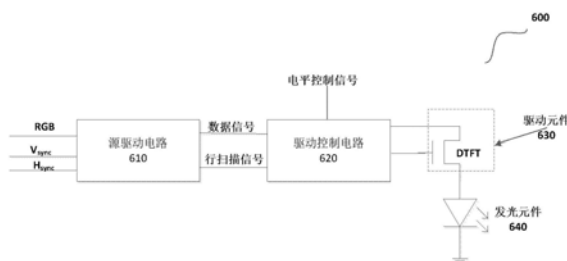 600
电平控制信号
RGB
Vsync
Hsync
源驱动电路
610
数据信号
行扫描信号
驱动控制电路
620
DTFT
驱动元件
630
发光元件
640